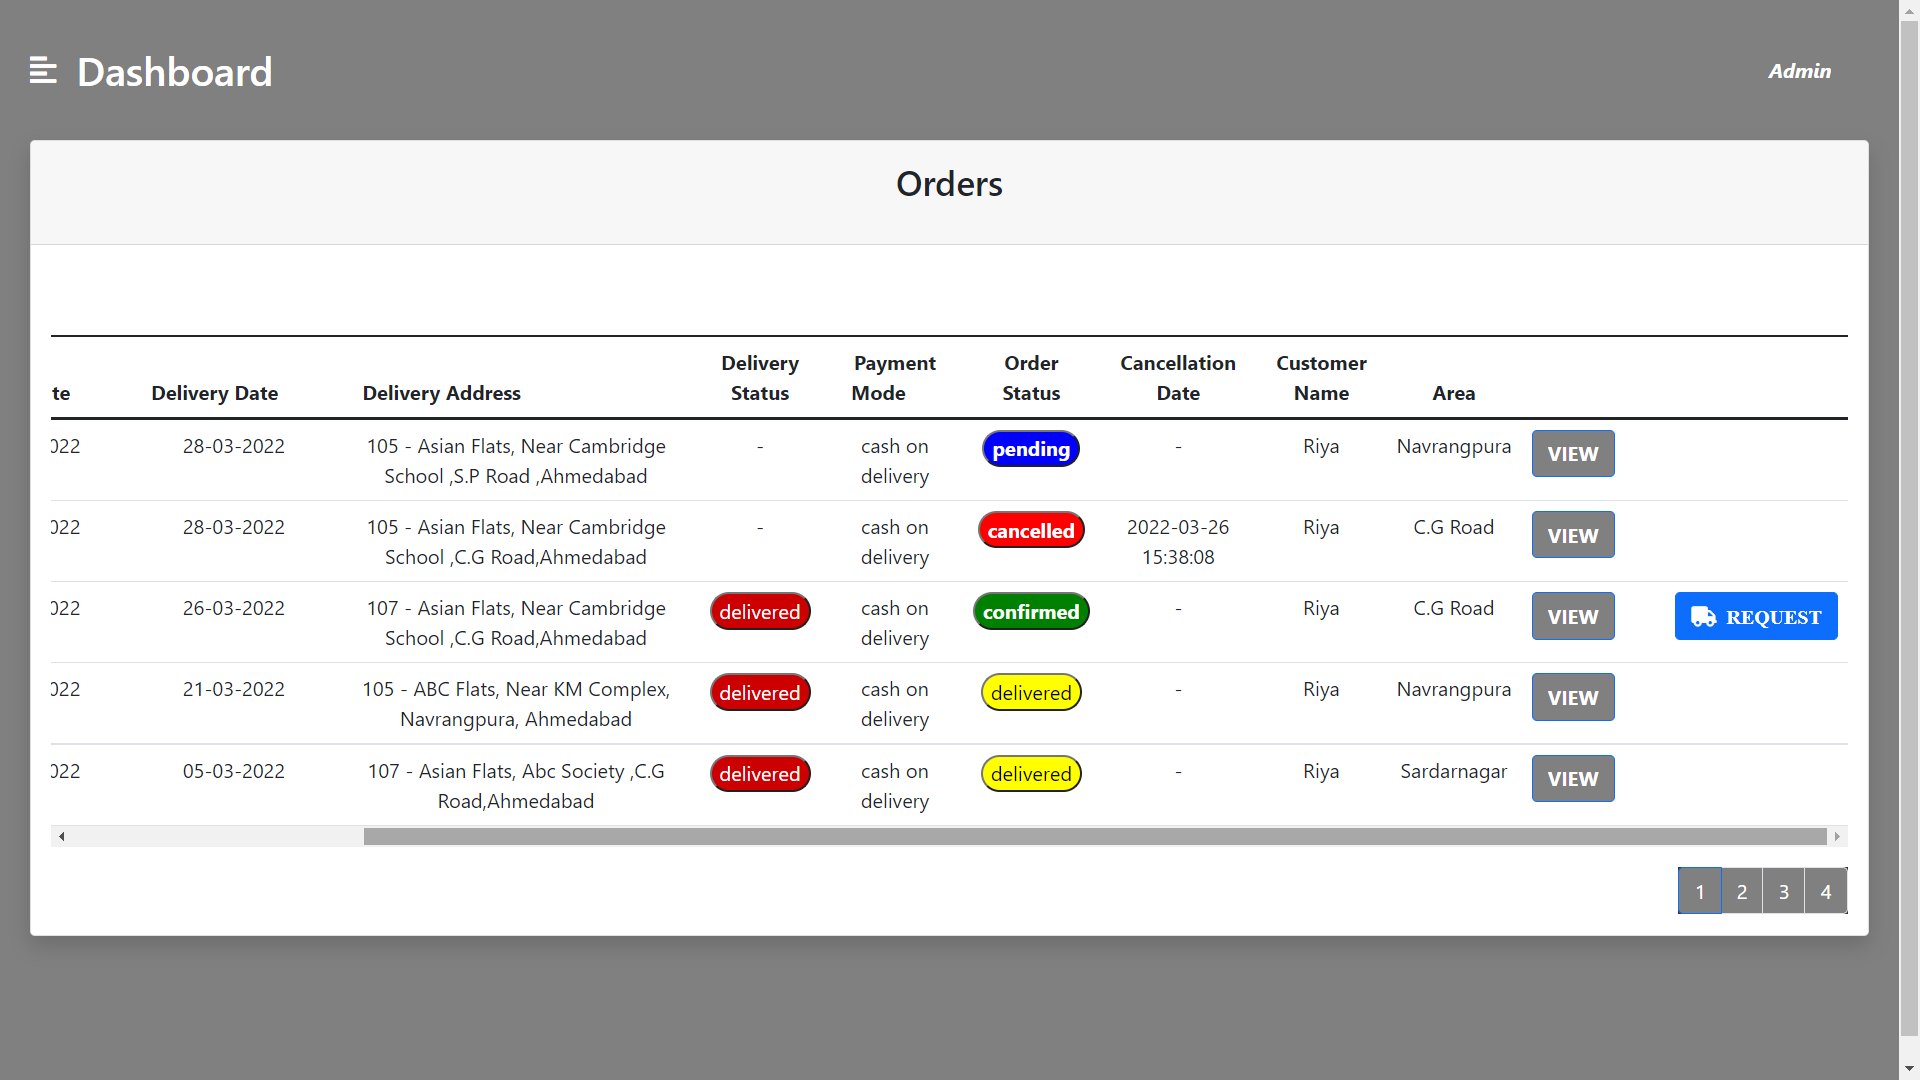 Dashboard
Admin
Orders
te Delivery Date Delivery Address Delivery Status Payment Mode Order Status Cancellation Date Customer Name Area
022 28-03-2022 105 - Asian Flats, Near Cambridge School ,S.P Road ,Ahmedabad - cash on delivery pending - Riya Navrangpura VIEW
022 28-03-2022 105 - Asian Flats, Near Cambridge School ,C.G Road,Ahmedabad - cash on delivery cancelled 2022-03-26 15:38:08 Riya C.G Road VIEW
022 26-03-2022 107 - Asian Flats, Near Cambridge School ,C.G Road,Ahmedabad delivered cash on delivery confirmed - Riya C.G Road VIEW REQUEST
022 21-03-2022 105 - ABC Flats, Near KM Complex, Navrangpura, Ahmedabad delivered cash on delivery delivered - Riya Navrangpura VIEW
022 05-03-2022 107 - Asian Flats, Abc Society ,C.G Road,Ahmedabad delivered cash on delivery delivered - Riya Sardarnagar VIEW
1 2 3 4